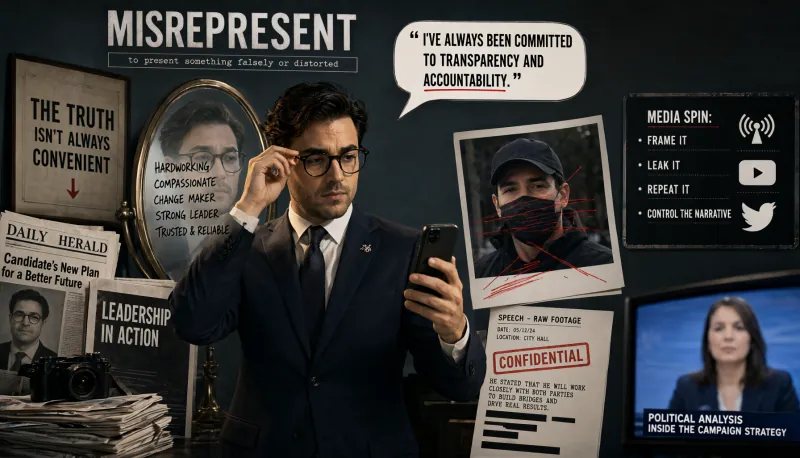 MISREPRESENT
to present something falsely or distorted
" I'VE ALWAYS BEEN COMMITTED
TO TRANSPARENCY AND
ACCOUNTABILITY. "
THE TRUTH
ISN'T ALWAYS
CONVENIENT
HARDWORKING
COMPASSIONATE
CHANGE MAKER
STRONG LEADER
TRUSTED & RELIABLE
MEDIA SPIN:
• FRAME IT
• LEAK IT
• REPEAT IT
• CONTROL THE NARRATIVE
DAILY HERALD
Candidate's New Plan
for a Better Future
LEADERSHIP
IN ACTION
SPEECH - RAW FOOTAGE
DATE: 05/12/24
LOCATION: CITY HALL
CONFIDENTIAL
HE STATED THAT HE WILL WORK
CLOSELY WITH BOTH PARTIES
TO BUILD BRIDGES AND
DRVE REAL RESULTS.
POLITICAL ANALYSIS
INSIDE THE CAMPAIGN STRATEGY